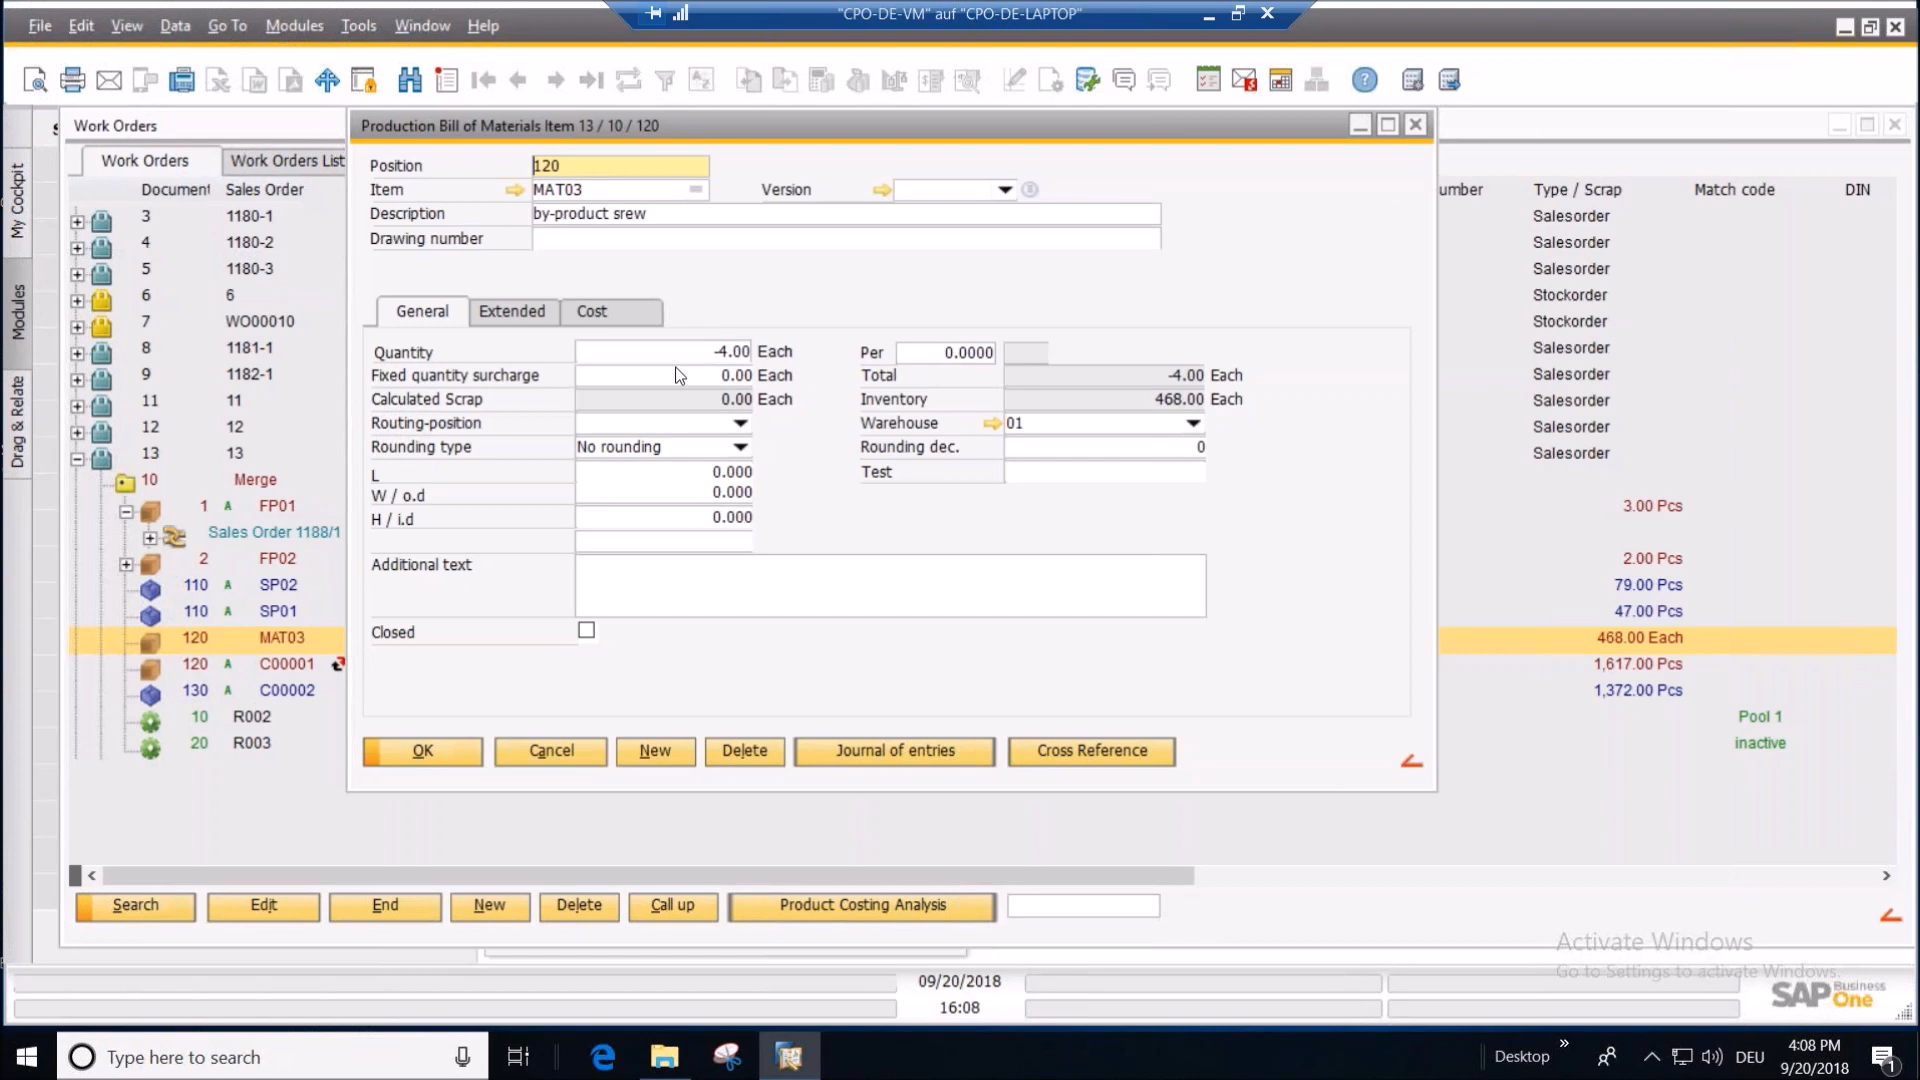 "CPO-DE-VM" auf "CPO-DE-LAPTOP"
File Edit View Data Go To Modules Tools Window Help
My Cockpit
Modules
Drag & Relate
Work Orders
Work Orders
Work Orders List
Document Sales Order
umber Type / Scrap Match code DIN
3 1180-1 Salesorder
4 1180-2 Salesorder
5 1180-3 Salesorder
6 6 Stockorder
7 WO00010 Stockorder
8 1181-1 Salesorder
9 1182-1 Salesorder
11 11 Salesorder
12 12 Salesorder
13 13 Salesorder
10 Merge
1 A FP01 3.00 Pcs
Sales Order 1188/1
2 FP02 2.00 Pcs
110 A SP02 79.00 Pcs
110 A SP01 47.00 Pcs
120 MAT03 468.00 Each
120 A C00001 1,617.00 Pcs
130 A C00002 1,372.00 Pcs
10 R002 Pool 1
20 R003 inactive
Production Bill of Materials Item 13 / 10 / 120
Position 120
Item MAT03 Version
Description by-product srew
Drawing number
General Extended Cost
Quantity -4.00 Each Per 0.0000
Fixed quantity surcharge 0.00 Each Total -4.00 Each
Calculated Scrap 0.00 Each Inventory 468.00 Each
Routing-position Warehouse 01
Rounding type No rounding Rounding dec. 0
L 0.000 Test
W / o.d 0.000
H / i.d 0.000
Additional text
Closed
OK Cancel New Delete Journal of entries Cross Reference
Search Edit End New Delete Call up Product Costing Analysis
Activate Windows
Go to Settings to activate Windows.
09/20/2018
16:08
SAP Business One
Type here to search
Desktop
DEU
4:08 PM
9/20/2018
1